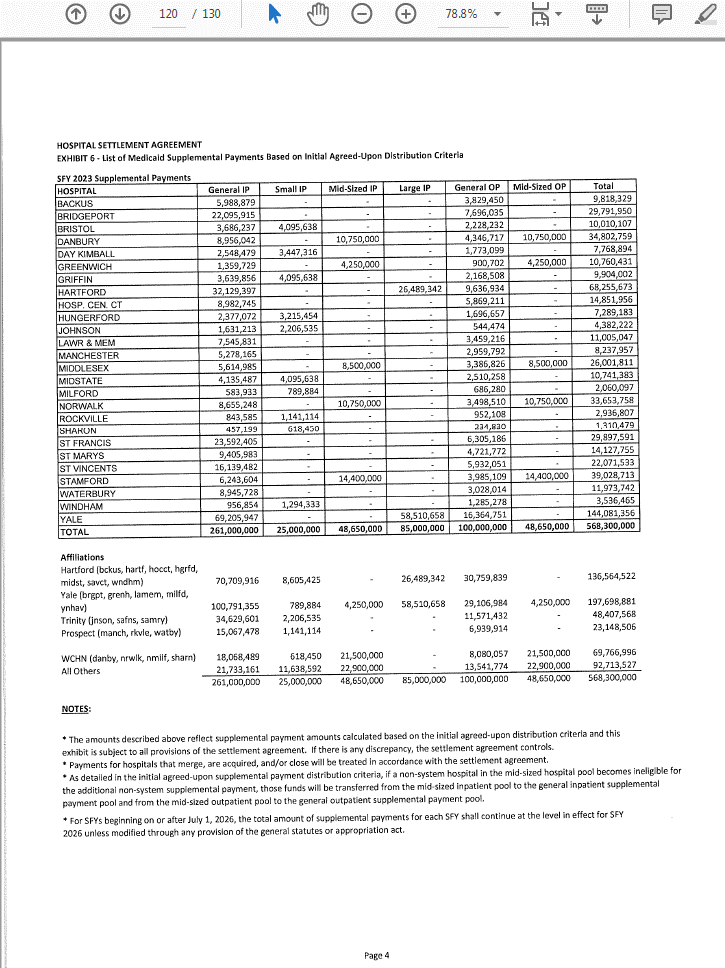 120 / 130 78.8%
HOSPITAL SETTLEMENT AGREEMENT
EXHIBIT 6 - List of Medicaid Supplemental Payments Based on Initial Agreed-Upon Distribution Criteria
SFY 2023 Supplemental Payments
HOSPITAL General IP Small IP Mid-Sized IP Large IP General OP Mid-Sized OP Total
BACKUS 5,988,879 - - - 3,829,450 - 9,818,329
BRIDGEPORT 22,095,915 - - - 7,696,035 - 29,791,950
BRISTOL 3,686,237 4,095,638 - - 2,228,232 - 10,010,107
DANBURY 8,956,042 - 10,750,000 - 4,346,717 10,750,000 34,802,759
DAY KIMBALL 2,548,479 3,447,316 - - 1,773,099 - 7,768,894
GREENWICH 1,359,729 - 4,250,000 - 900,702 4,250,000 10,760,431
GRIFFIN 3,639,856 4,095,638 - - 2,168,508 - 9,904,002
HARTFORD 32,129,397 - - 26,489,342 9,636,934 - 68,255,673
HOSP. CEN. CT 8,982,745 - - - 5,869,211 - 14,851,956
HUNGERFORD 2,377,072 3,215,454 - - 1,696,657 - 7,289,183
JOHNSON 1,631,213 2,206,535 - - 544,474 - 4,382,222
LAWR & MEM 7,545,831 - - - 3,459,216 - 11,005,047
MANCHESTER 5,278,165 - - - 2,959,792 - 8,237,957
MIDDLESEX 5,614,985 - 8,500,000 - 3,386,826 8,500,000 26,001,811
MIDSTATE 4,135,487 4,095,638 - - 2,510,258 - 10,741,383
MILFORD 583,933 789,884 - - 686,280 - 2,060,097
NORWALK 8,655,248 - 10,750,000 - 3,498,510 10,750,000 33,653,758
ROCKVILLE 843,585 1,141,114 - - 952,108 - 2,936,807
SHARON 457,199 618,450 - - 234,830 - 1,310,479
ST FRANCIS 23,592,405 - - - 6,305,186 - 29,897,591
ST MARYS 9,405,983 - - - 4,721,772 - 14,127,755
ST VINCENTS 16,139,482 - - - 5,932,051 - 22,071,533
STAMFORD 6,243,604 - 14,400,000 - 3,985,109 14,400,000 39,028,713
WATERBURY 8,945,728 - - - 3,028,014 - 11,973,742
WINDHAM 956,854 1,294,333 - - 1,285,278 - 3,536,465
YALE 69,205,947 - - 58,510,658 16,364,751 - 144,081,356
TOTAL 261,000,000 25,000,000 48,650,000 85,000,000 100,000,000 48,650,000 568,300,000
Affiliations
Hartford (bckus, hartf, hocct, hgrfd,
midst, savct, wndhm) 70,709,916 8,605,425 - 26,489,342 30,759,839 - 136,564,522
Yale (brgpt, grenh, lamem, milfd,
ynhav) 100,791,355 789,884 4,250,000 58,510,658 29,106,984 4,250,000 197,698,881
Trinity (jnson, safns, samry) 34,629,601 2,206,535 - - 11,571,432 - 48,407,568
Prospect (manch, rkvle, watby) 15,067,478 1,141,114 - - 6,939,914 - 23,148,506
WCHN (danby, nrwlk, nmilf, sharn) 18,068,489 618,450 21,500,000 - 8,080,057 21,500,000 69,766,996
All Others 21,733,161 11,638,592 22,900,000 - 13,541,774 22,900,000 92,713,527
261,000,000 25,000,000 48,650,000 85,000,000 100,000,000 48,650,000 568,300,000
NOTES:
* The amounts described above reflect supplemental payment amounts calculated based on the initial agreed-upon distribution criteria and this
exhibit is subject to all provisions of the settlement agreement. If there is any discrepancy, the settlement agreement controls.
* Payments for hospitals that merge, are acquired, and/or close will be treated in accordance with the settlement agreement.
* As detailed in the initial agreed-upon supplemental payment distribution criteria, if a non-system hospital in the mid-sized hospital pool becomes ineligible for
the additional non-system supplemental payment, those funds will be transferred from the mid-sized inpatient pool to the general inpatient supplemental
payment pool and from the mid-sized outpatient pool to the general outpatient supplemental payment pool.
* For SFYs beginning on or after July 1, 2026, the total amount of supplemental payments for each SFY shall continue at the level in effect for SFY
2026 unless modified through any provision of the general statutes or appropriation act.
Page 4